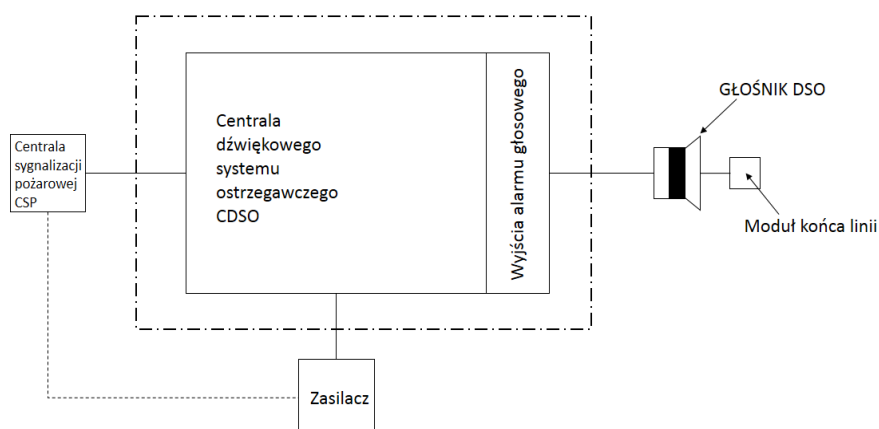 Centrala
sygnalizacji
pożarowej
CSP
Centrala
dźwiękowego
systemu
ostrzegawczego
CDSO
Wyjścia alarmu głosowego
GŁOŚNIK DSO
Moduł końca linii
Zasilacz